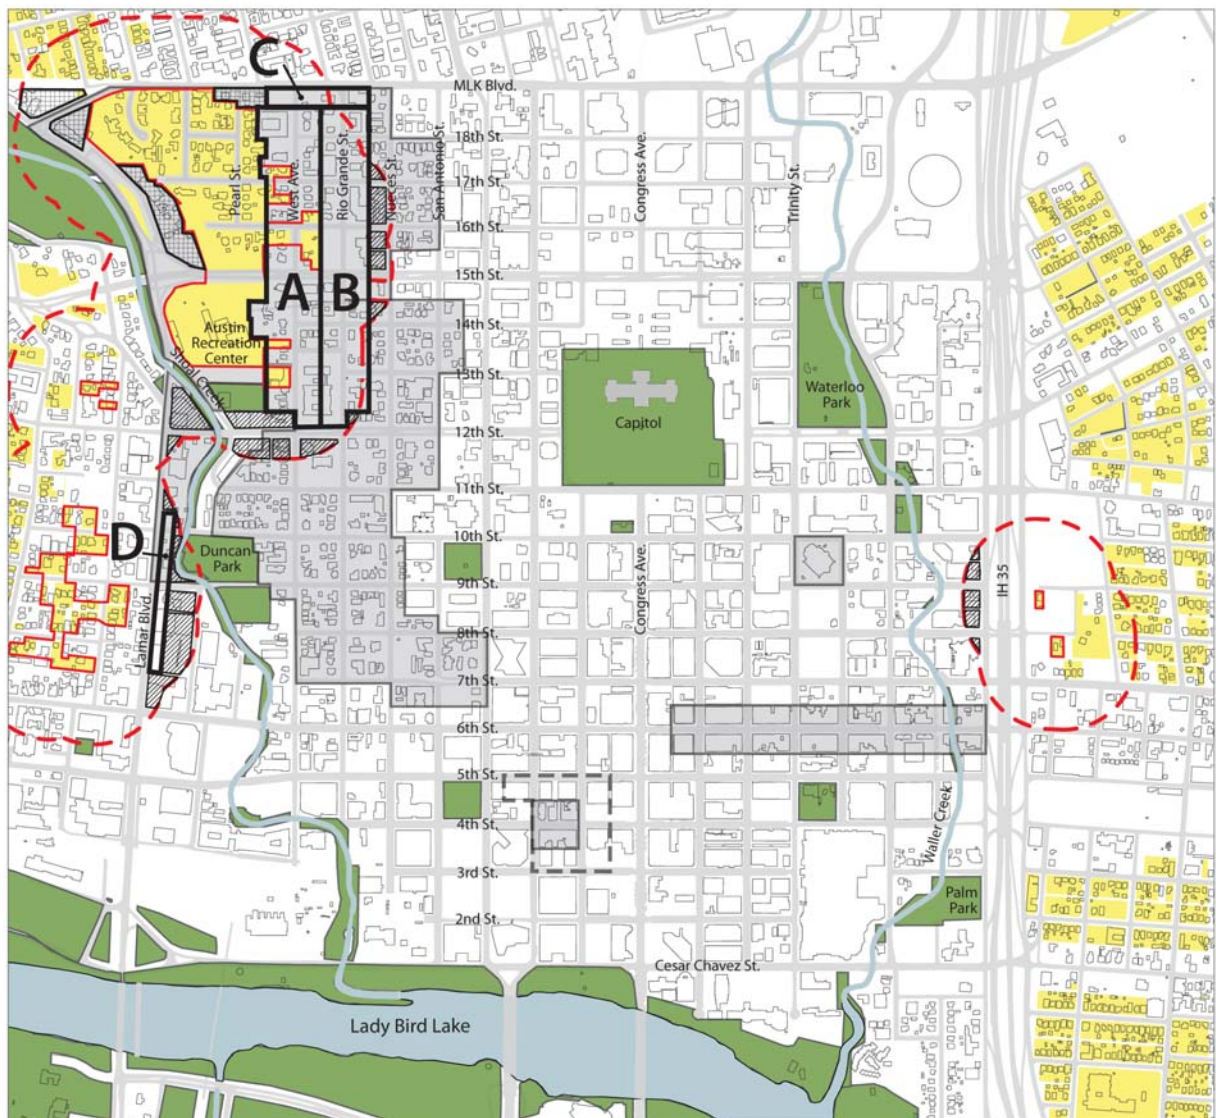 C
MLK Blvd.
18th St.
17th St.
16th St.
15th St.
14th St.
13th St.
12th St.
11th St.
10th St.
9th St.
8th St.
7th St.
6th St.
5th St.
4th St.
3rd St.
2nd St.
Cesar Chavez St.
Pearl St.
West Ave.
Rio Grande St.
Nueces St.
San Antonio St.
Congress Ave.
Trinity St.
A
B
Austin
Recreation
Center
Shoal Creek
Capitol
Waterloo
Park
D
Duncan
Park
Lamar Blvd.
Congress Ave.
IH 35
Waller Creek
Palm
Park
Lady Bird Lake